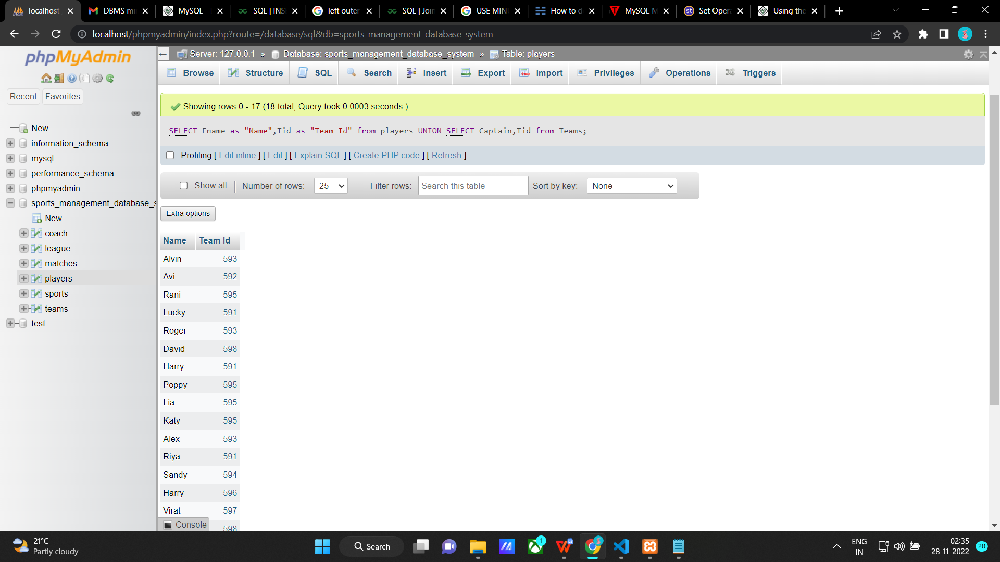 localhost
DBMS mi
MySQL -
SQL | INS
left outer
SQL | Join
USE MINU
How to d
MySQL M
Set Opera
Using the
localhost/phpmyadmin/index.php?route=/database/sql&db=sports_management_database_system
phpMyAdmin
Recent
Favorites
New
information_schema
mysql
performance_schema
phpmyadmin
sports_management_database_s
New
coach
league
matches
players
sports
teams
test
Server: 127.0.0.1 » Database: sports_management_database_system » Table: players
Browse Structure SQL Search Insert Export Import Privileges Operations Triggers
Showing rows 0 - 17 (18 total, Query took 0.0003 seconds.)
SELECT Fname as "Name",Tid as "Team Id" from players UNION SELECT Captain,Tid from Teams;
Profiling [ Edit inline ] [ Edit ] [ Explain SQL ] [ Create PHP code ] [ Refresh ]
Show all | Number of rows: 25 Filter rows: Search this table Sort by key: None
Extra options
Name Team Id
Alvin 593
Avi 592
Rani 595
Lucky 591
Roger 593
David 598
Harry 591
Poppy 595
Lia 595
Katy 595
Alex 593
Riya 591
Sandy 594
Harry 596
Virat 597
598
Console
21°C
Partly cloudy
Search
1
ENG
IN
02:35
28-11-2022
20